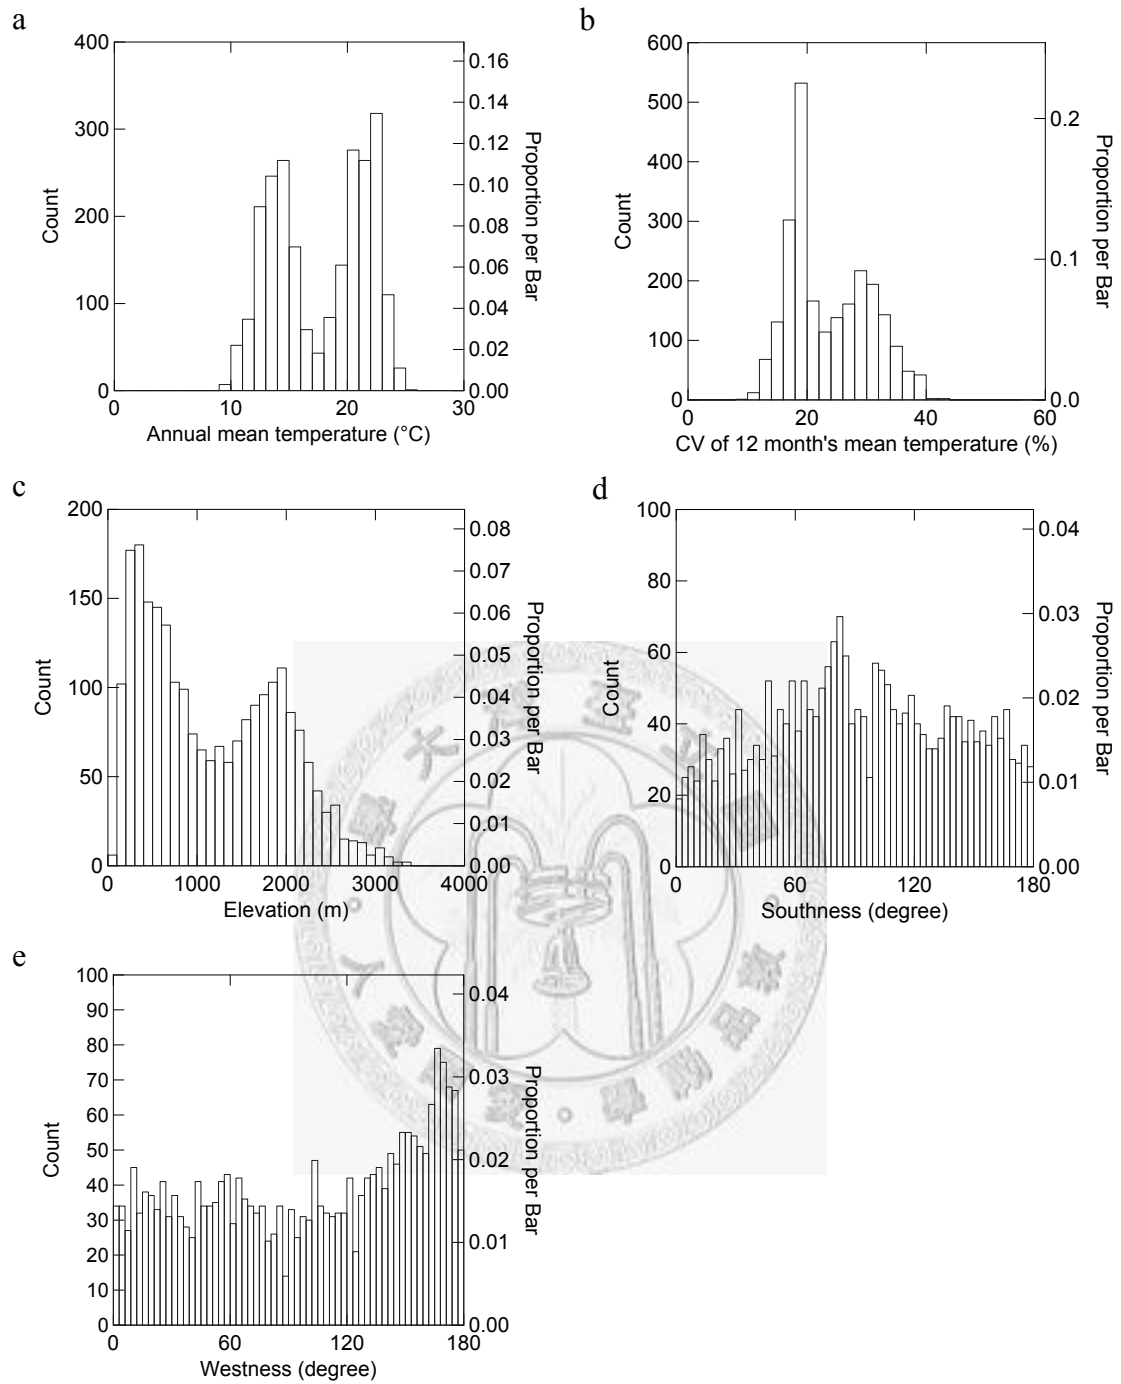 a
400
300
200
100
0
Count
0.16
0.14
0.12
0.10
0.08
0.06
0.04
0.02
0.00
Proportion per Bar
0 10 20 30
Annual mean temperature (°C)
b
600
500
400
300
200
100
0
Count
0.2
0.1
0.0
Proportion per Bar
0 20 40 60
CV of 12 month's mean temperature (%)
c
200
150
100
50
0
Count
0.08
0.07
0.06
0.05
0.04
0.03
0.02
0.01
0.00
Proportion per Bar
0 1000 2000 3000 4000
Elevation (m)
d
100
80
60
40
20
0
Count
0.04
0.03
0.02
0.01
0.00
Proportion per Bar
0 60 120 180
Southness (degree)
e
100
90
80
70
60
50
40
30
20
10
0
Count
0.04
0.03
0.02
0.01
0.00
Proportion per Bar
0 60 120 180
Westness (degree)